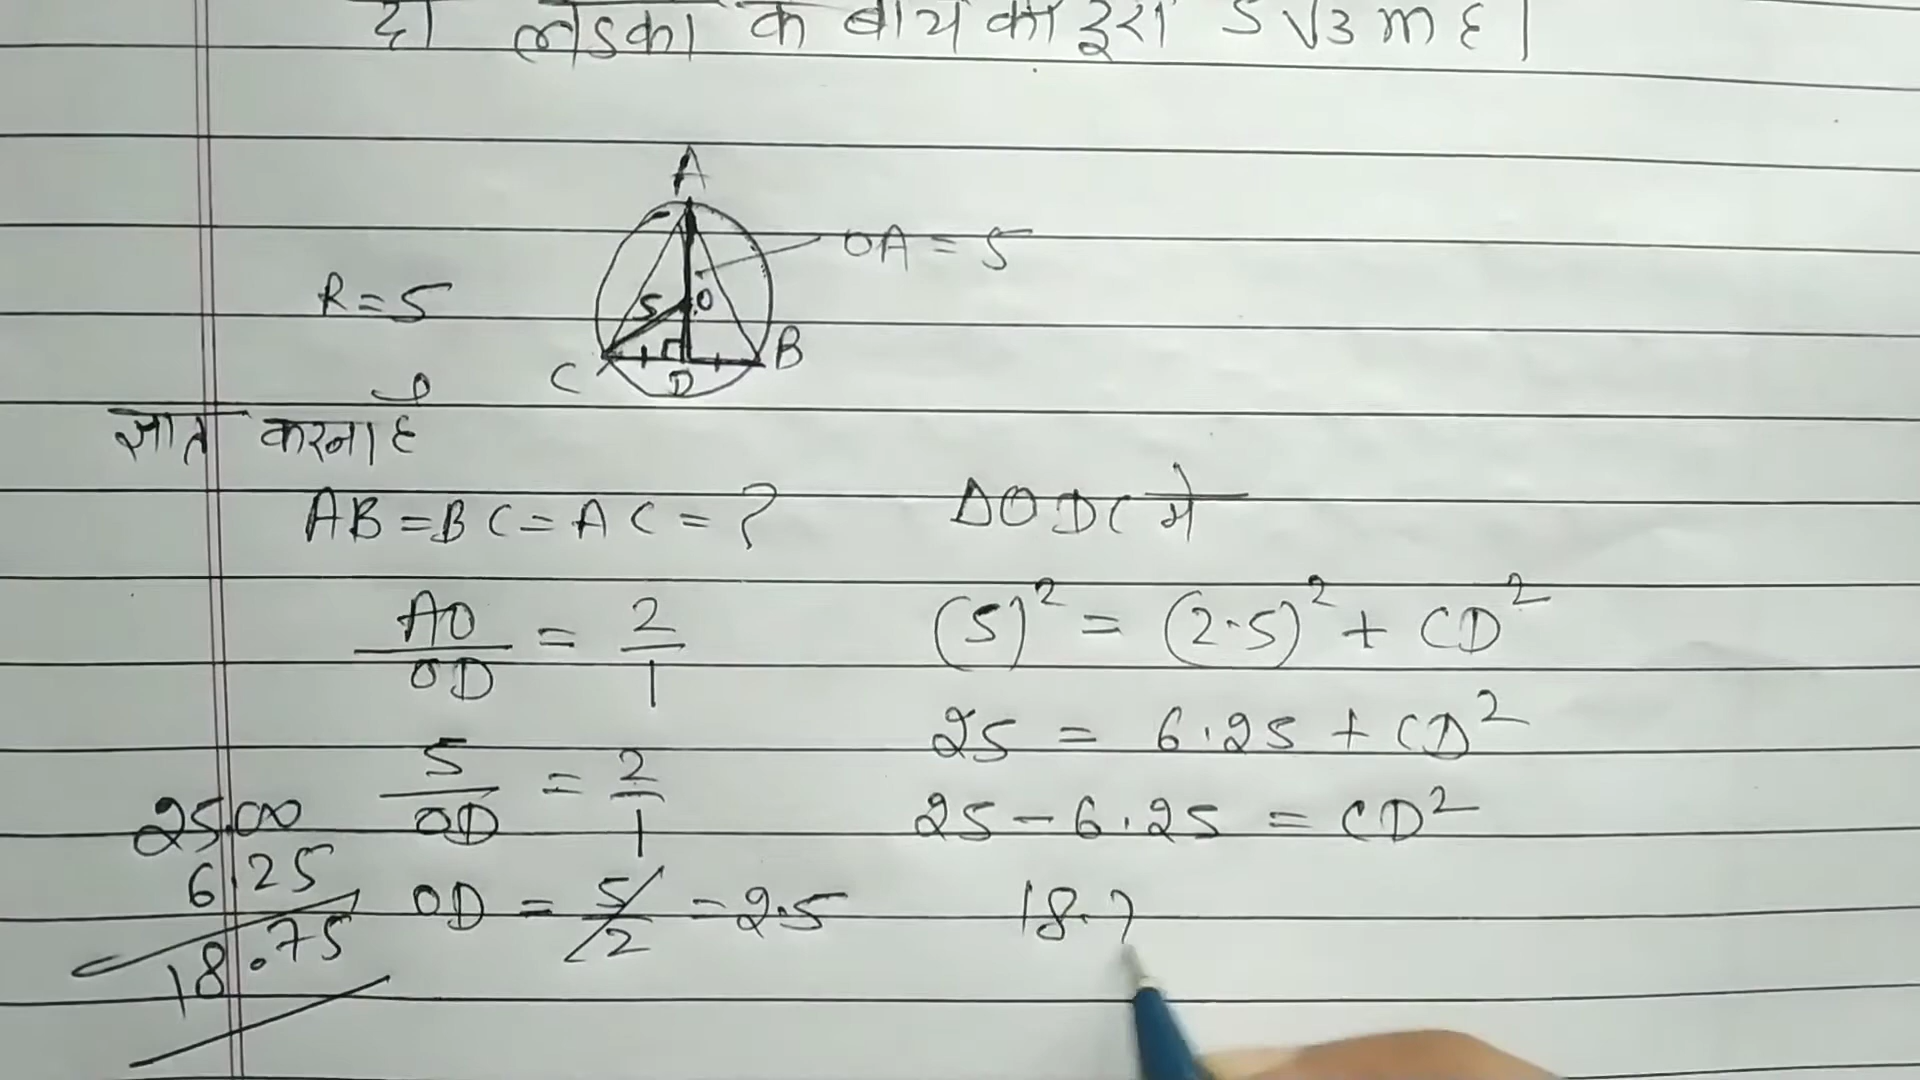 दो लडको के बीच की दूरी 5√3 m है।
A
OA = 5
R = 5
5 O
C D B
ज्ञात करना है
AB = BC = AC = ?
AO/OD = 2/1
5/OD = 2/1
OD = 5/2 = 2.5
25.00
6.25
18.75
ΔODC मे
(5)² = (2.5)² + CD²
25 = 6.25 + CD²
25 - 6.25 = CD²
18.7